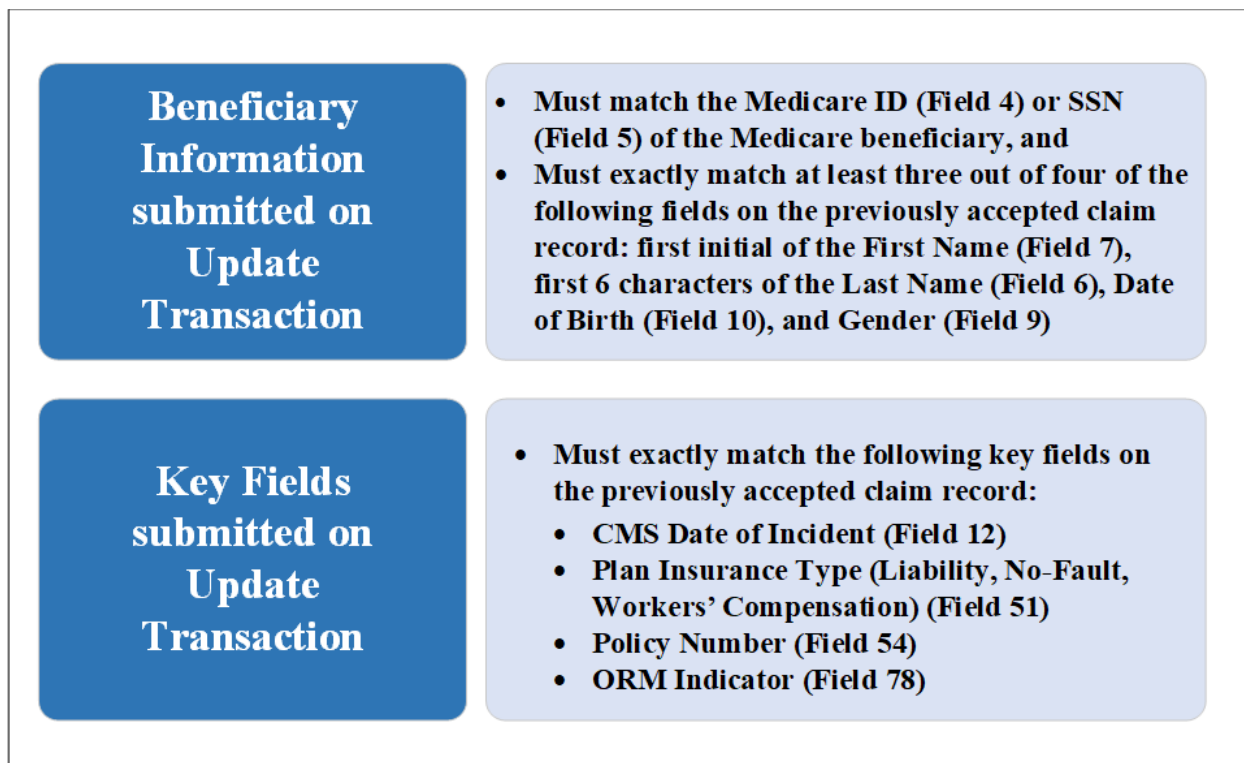 Beneficiary
Information
submitted on
Update
Transaction
• Must match the Medicare ID (Field 4) or SSN
(Field 5) of the Medicare beneficiary, and
• Must exactly match at least three out of four of the
following fields on the previously accepted claim
record: first initial of the First Name (Field 7),
first 6 characters of the Last Name (Field 6), Date
of Birth (Field 10), and Gender (Field 9)
Key Fields
submitted on
Update
Transaction
• Must exactly match the following key fields on
the previously accepted claim record:
• CMS Date of Incident (Field 12)
• Plan Insurance Type (Liability, No-Fault,
Workers’ Compensation) (Field 51)
• Policy Number (Field 54)
• ORM Indicator (Field 78)